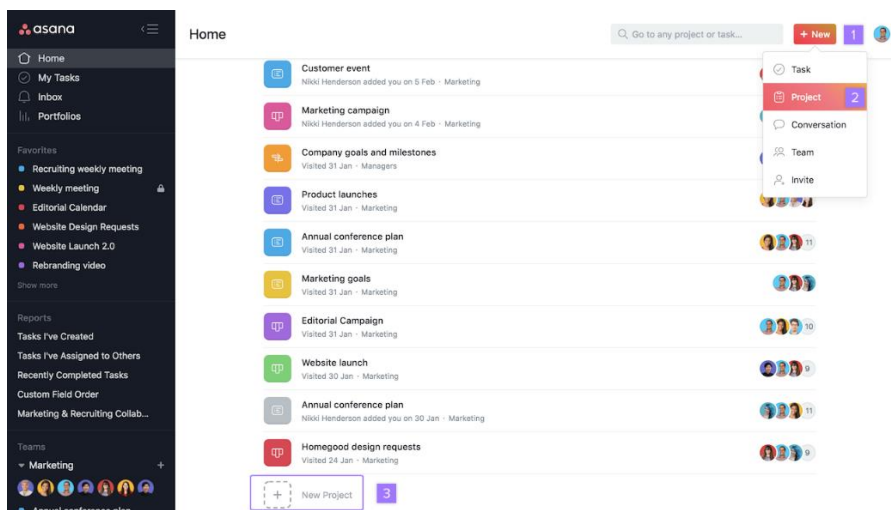 asana
Home
My Tasks
Inbox
Portfolios
Favorites
Recruiting weekly meeting
Weekly meeting
Editorial Calendar
Website Design Requests
Website Launch 2.0
Rebranding video
Show more
Reports
Tasks I've Created
Tasks I've Assigned to Others
Recently Completed Tasks
Custom Field Order
Marketing & Recruiting Collab...
Teams
Marketing +
Annual conference plan
Home
Go to any project or task...
+ New 1
Task
Project 2
Conversation
Team
Invite
Customer event
Nikki Henderson added you on 5 Feb · Marketing
Marketing campaign
Nikki Henderson added you on 4 Feb · Marketing
Company goals and milestones
Visited 31 Jan · Managers
Product launches
Visited 31 Jan · Marketing
Annual conference plan
Visited 31 Jan · Marketing
11
Marketing goals
Visited 31 Jan · Marketing
Editorial Campaign
Visited 31 Jan · Marketing
10
Website launch
Visited 30 Jan · Marketing
9
Annual conference plan
Nikki Henderson added you on 30 Jan · Marketing
11
Homegood design requests
Visited 24 Jan · Marketing
9
+ New Project 3